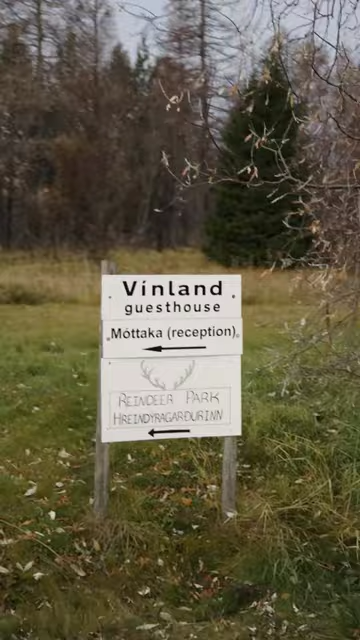 Vínland
guesthouse
Móttaka (reception)
REINDEER PARK
HREINDÝRAGARÐURINN